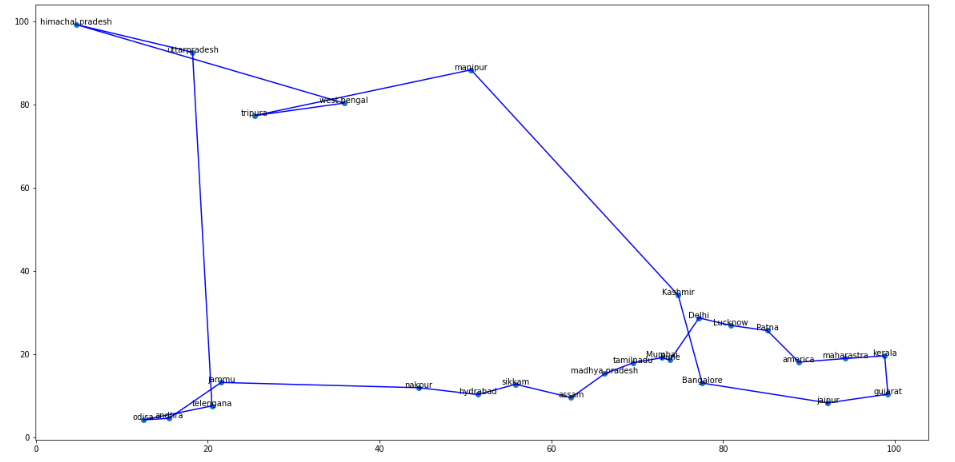 100
himachal pradesh
uttarpradesh
manipur
west bengal
tripura
80
60
40
Kashmir
Delhi
Lucknow
Patna
20
Mumbai
tamilnadu
america
maharastra
kerala
madhya pradesh
Bangalore
jammu
nakpur
hydrabad
sikkam
assam
jaipur
gujarat
telengana
odisa
andhra
0
0
20
40
60
80
100